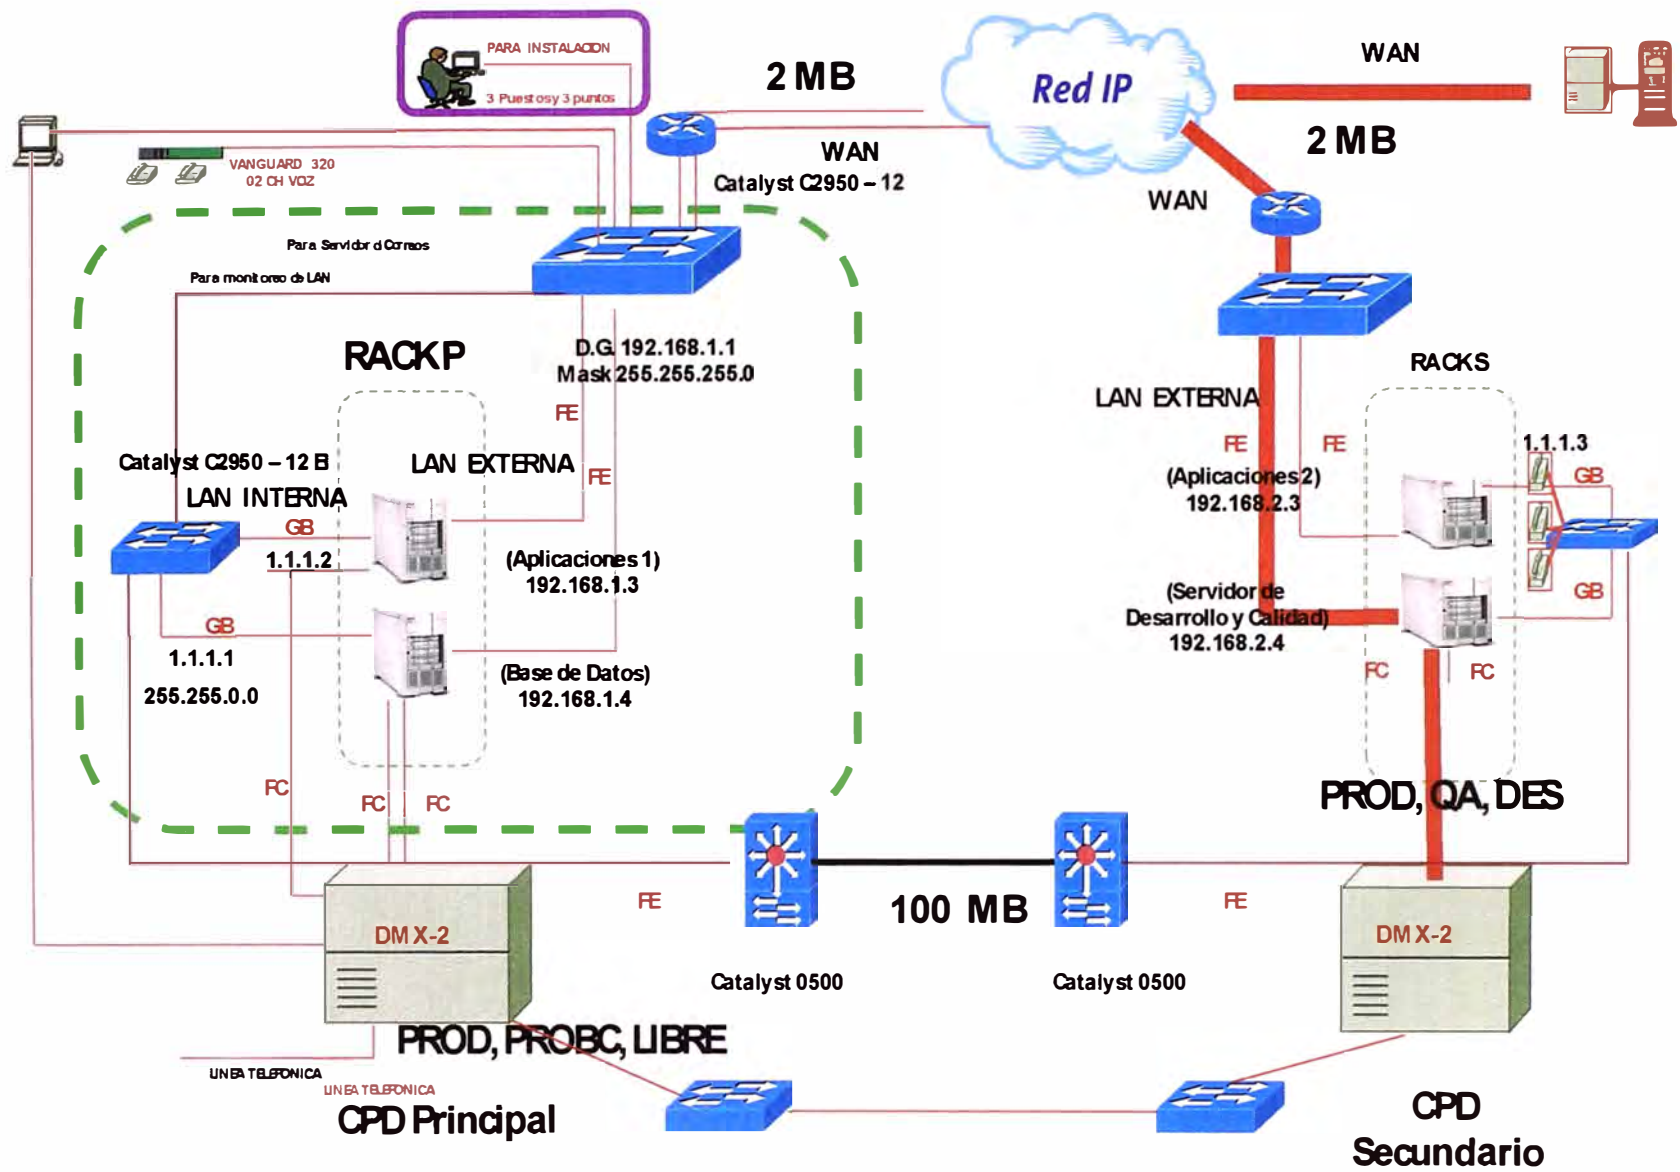 PARA INSTALACION
3 Puestos y 3 puntos
2 MB
Red IP
WAN
2 MB
VANGUARD 320
02 CH VOZ
WAN
Catalyst C2950 – 12
WAN
Para Servidor d Correos
Para monitoreo de LAN
RACK P
D.G. 192.168.1.1
Mask 255.255.255.0
RACKS
LAN EXTERNA
FE
FE
FE
1.1.1.3
Catalyst C2950 – 12 B
LAN EXTERNA
FE
GB
(Aplicaciones 2)
192.168.2.3
LAN INTERNA
GB
1.1.1.2
(Aplicaciones 1)
192.168.1.3
(Servidor de
Desarrollo y Calidad)
192.168.2.4
GB
GB
1.1.1.1
255.255.0.0
(Base de Datos)
192.168.1.4
FC
FC
FC
FC
FC
PROD, QA, DES
FE
100 MB
FE
DMX-2
DMX-2
Catalyst 0500
Catalyst 0500
PROD, PROBC, LIBRE
LINEA TELEFONICA
LINEA TELEFONICA
CPD Principal
CPD
Secundario